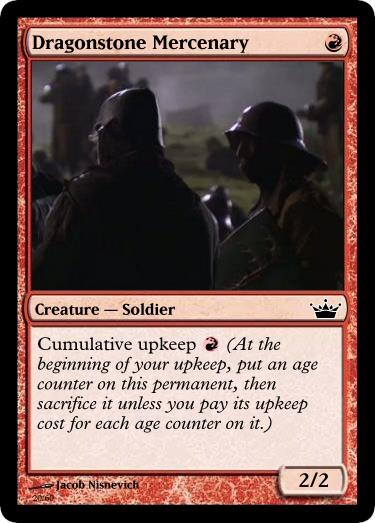 Dragonstone Mercenary
Creature — Soldier
Cumulative upkeep (At the
beginning of your upkeep, put an age
counter on this permanent, then
sacrifice it unless you pay its upkeep
cost for each age counter on it.)
Jacob Nisnevich
2/2
20/60